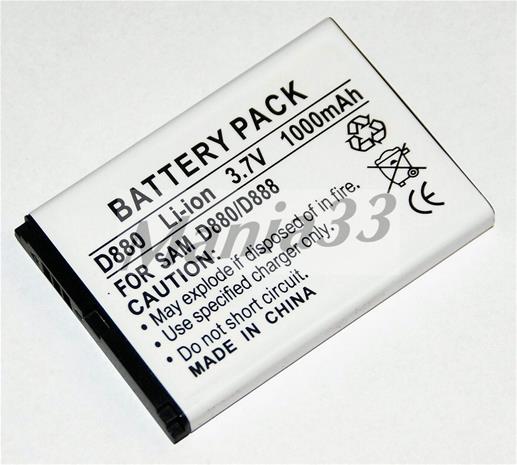 BATTERY PACK
D880 Li-ion 3.7V 1000mAh
FOR SAM D880/D888
CAUTION:
• May explode if disposed of in fire.
• Use specified charger.
• Do not short circuit.
MADE IN CHINA
Mania33